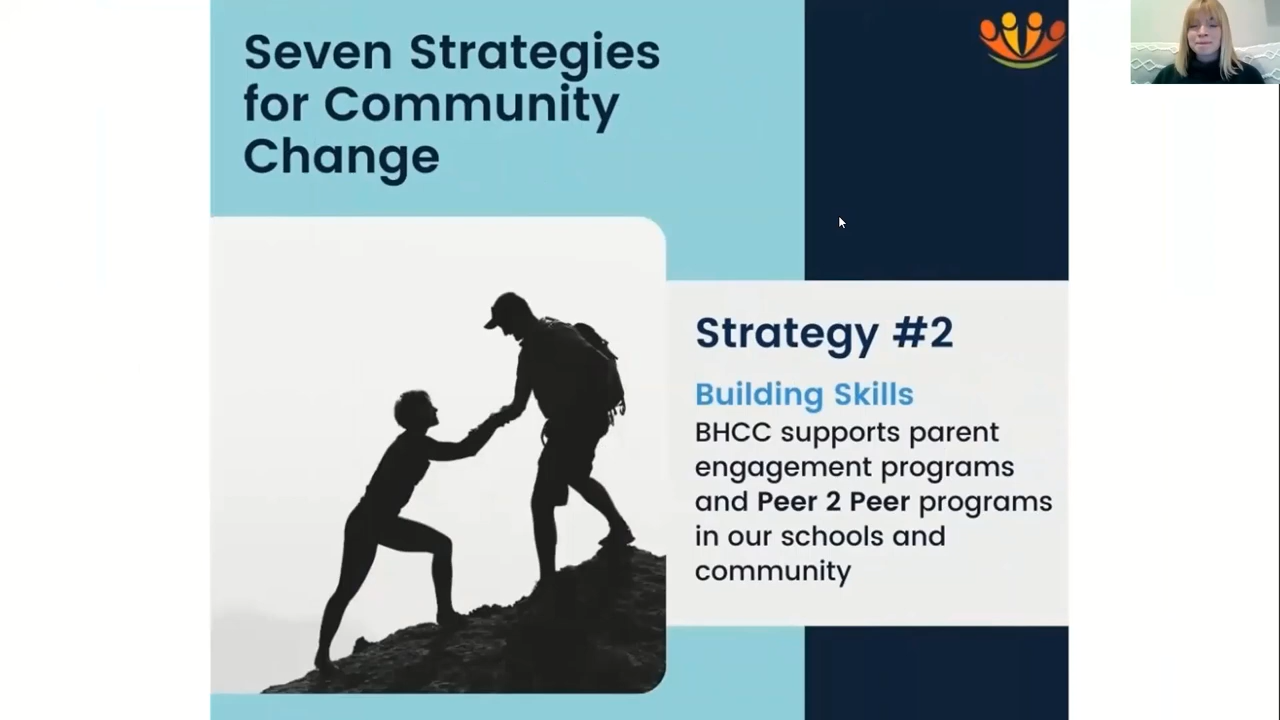 Seven Strategies
for Community
Change
Strategy #2
Building Skills
BHCC supports parent
engagement programs
and Peer 2 Peer programs
in our schools and
community